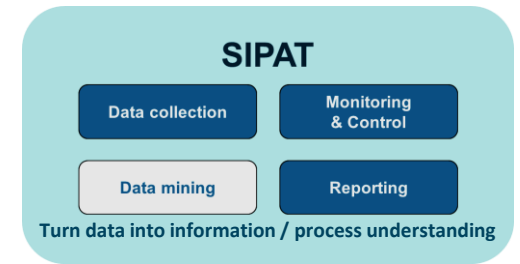 SIPAT
Data collection
Monitoring
& Control
Data mining
Reporting
Turn data into information / process understanding